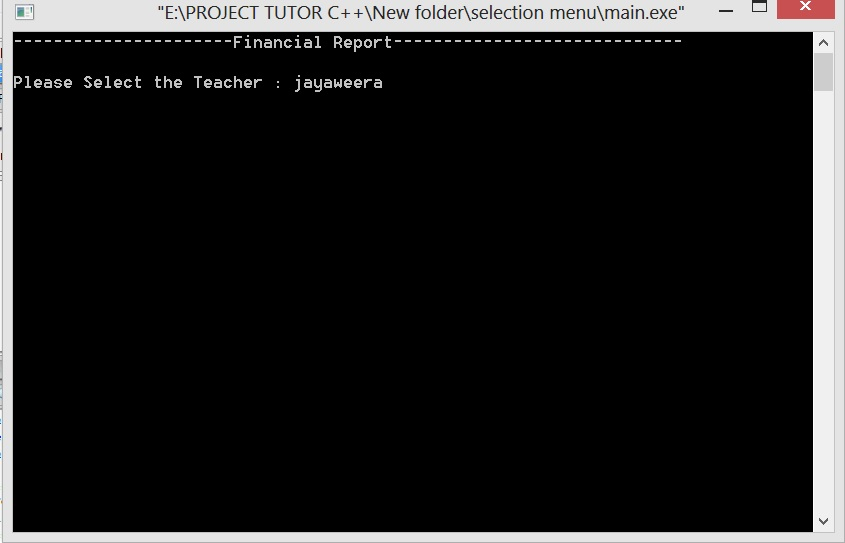 "E:\PROJECT TUTOR C++\New folder\selection menu\main.exe"
----------------------Financial Report-----------------------------
Please Select the Teacher : jayaweera